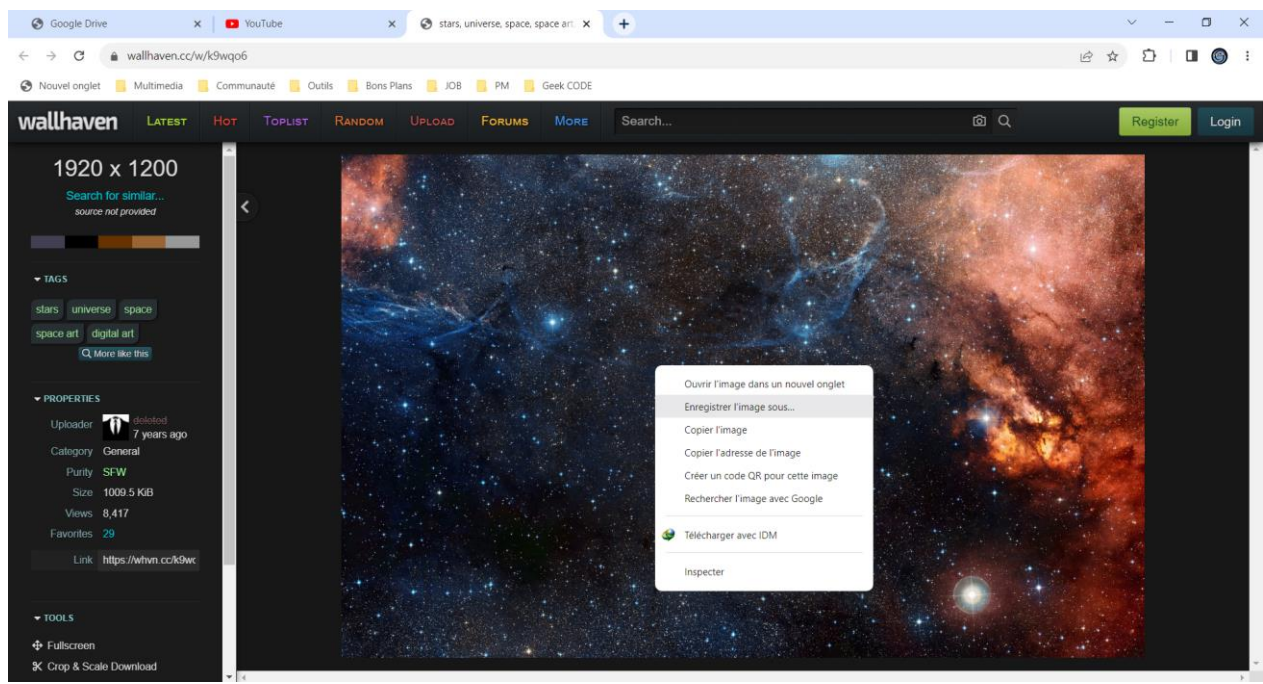 Google Drive
YouTube
stars, universe, space, space art
wallhaven.cc/w/k9wqo6
Nouvel onglet Multimedia Communauté Outils Bons Plans JOB PM Geek CODE
wallhaven LATEST HOT TOPLIST RANDOM UPLOAD FORUMS MORE Search... Register Login
1920 x 1200
Search for similar...
source not provided
TAGS
stars universe space
space art digital art
More like this
PROPERTIES
Uploader deleted
7 years ago
Category General
Purity SFW
Size 1009.5 KiB
Views 8,417
Favorites 29
Link https://whvn.cc/k9wc
TOOLS
Fullscreen
Crop & Scale Download
Ouvrir l'image dans un nouvel onglet
Enregistrer l'image sous...
Copier l'image
Copier l'adresse de l'image
Créer un code QR pour cette image
Rechercher l'image avec Google
Télécharger avec IDM
Inspecter